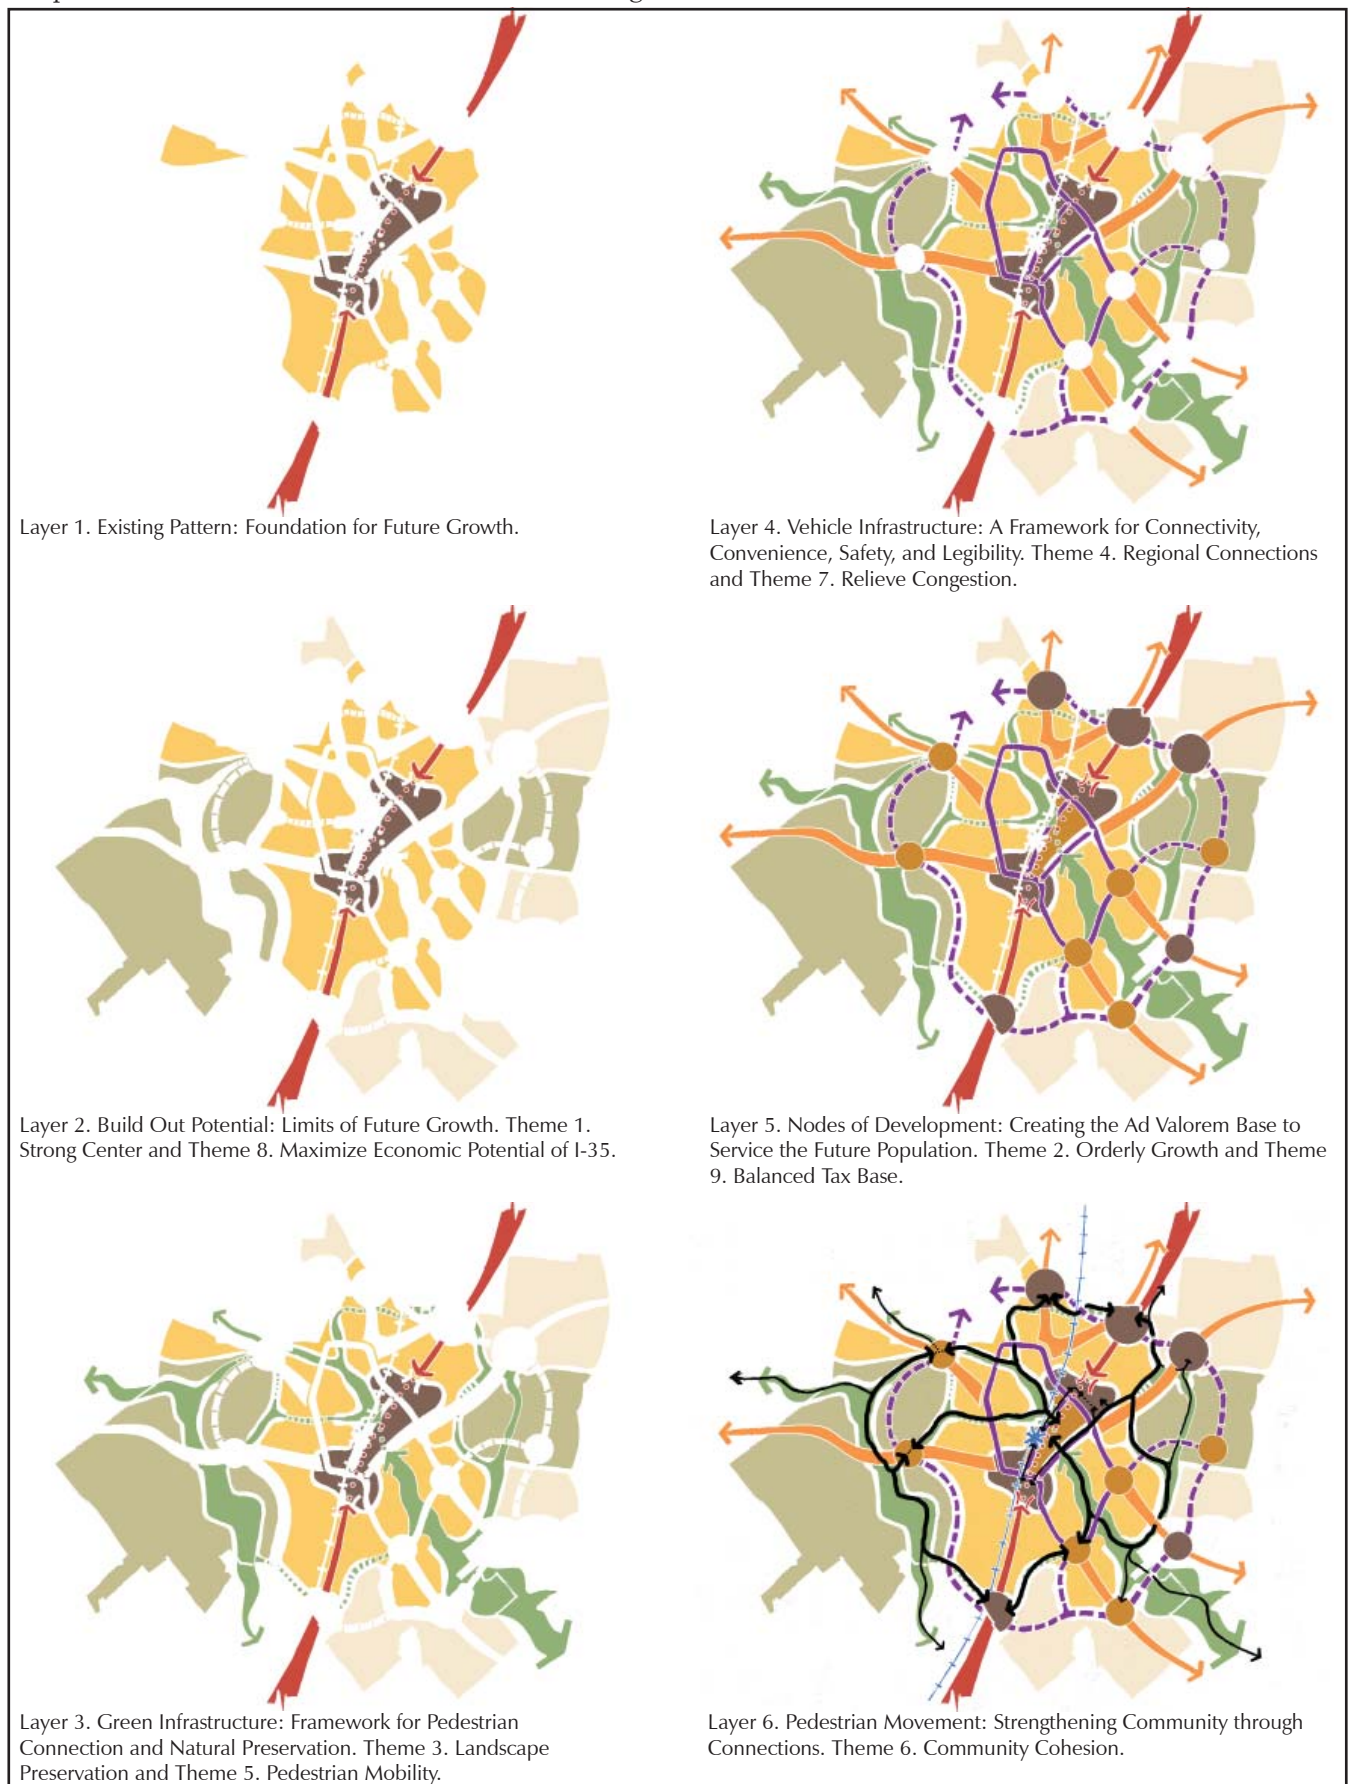 Layer 1. Existing Pattern: Foundation for Future Growth.
Layer 4. Vehicle Infrastructure: A Framework for Connectivity,
Convenience, Safety, and Legibility. Theme 4. Regional Connections
and Theme 7. Relieve Congestion.
Layer 2. Build Out Potential: Limits of Future Growth. Theme 1.
Strong Center and Theme 8. Maximize Economic Potential of I-35.
Layer 5. Nodes of Development: Creating the Ad Valorem Base to
Service the Future Population. Theme 2. Orderly Growth and Theme
9. Balanced Tax Base.
Layer 3. Green Infrastructure: Framework for Pedestrian
Connection and Natural Preservation. Theme 3. Landscape
Preservation and Theme 5. Pedestrian Mobility.
Layer 6. Pedestrian Movement: Strengthening Community through
Connections. Theme 6. Community Cohesion.